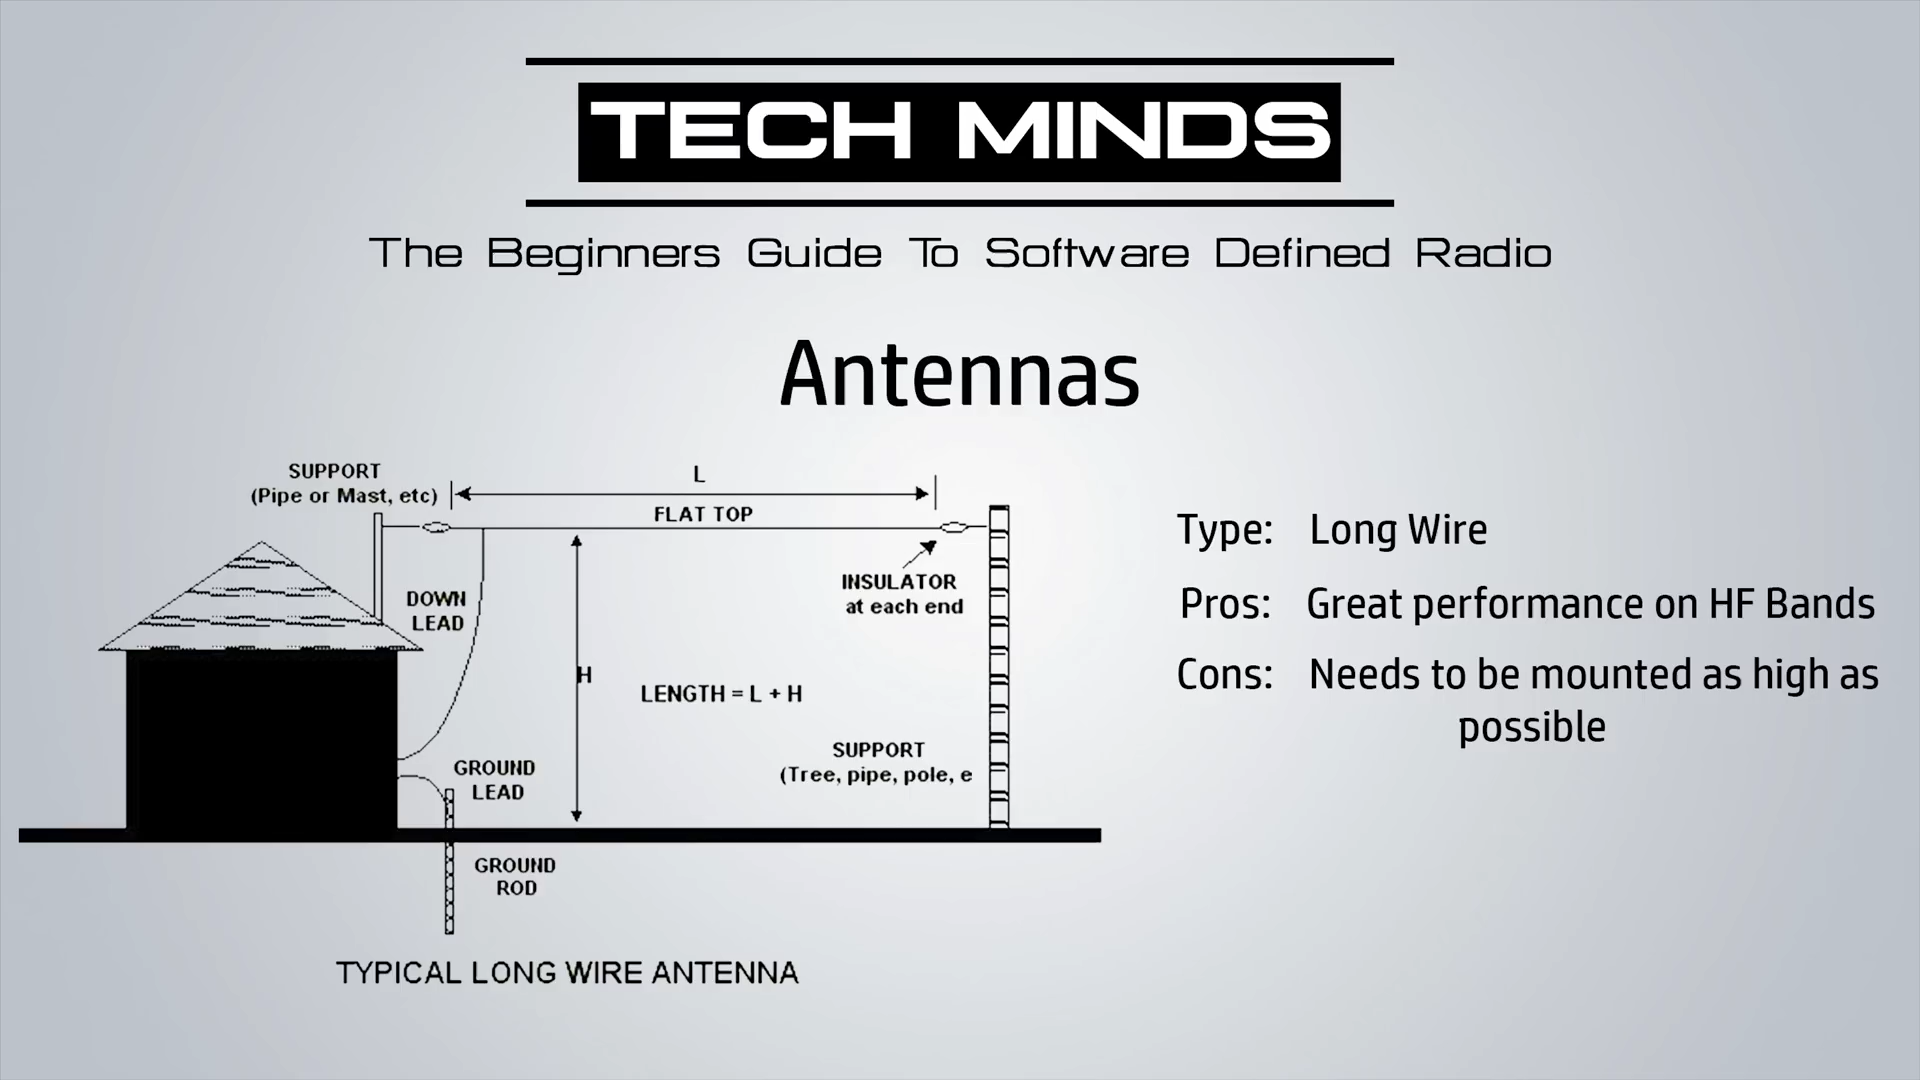 TECH MINDS
The Beginners Guide To Software Defined Radio
Antennas
SUPPORT
(Pipe or Mast, etc)
L
FLAT TOP
DOWN
LEAD
INSULATOR
at each end
H
LENGTH = L + H
SUPPORT
(Tree, pipe, pole, e
GROUND
LEAD
GROUND
ROD
TYPICAL LONG WIRE ANTENNA
Type: Long Wire
Pros: Great performance on HF Bands
Cons: Needs to be mounted as high as
possible